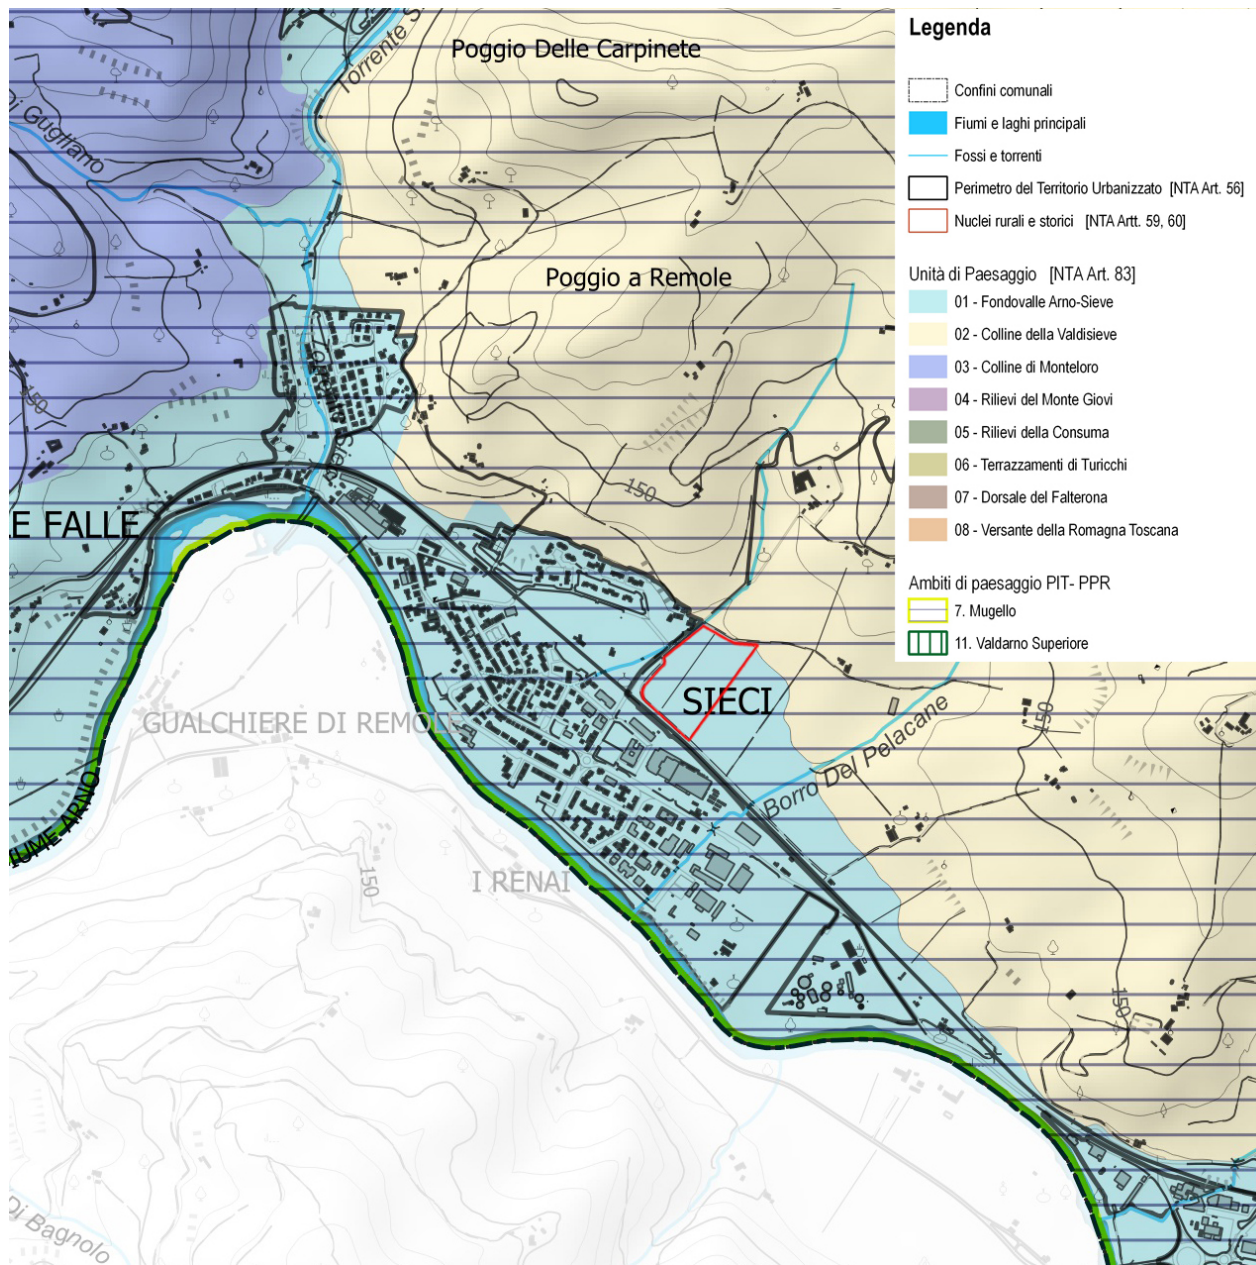 Legenda
Confini comunali
Fiumi e laghi principali
Fossi e torrenti
Perimetro del Territorio Urbanizzato [NTA Art. 56]
Nuclei rurali e storici [NTA Artt. 59, 60]
Unità di Paesaggio [NTA Art. 83]
01 - Fondovalle Arno-Sieve
02 - Colline della Valdisieve
03 - Colline di Monteloro
04 - Rilievi del Monte Giovi
05 - Rilievi della Consuma
06 - Terrazzamenti di Turicchi
07 - Dorsale del Falterona
08 - Versante della Romagna Toscana
Ambiti di paesaggio PIT- PPR
7. Mugello
11. Valdarno Superiore
Poggio Delle Carpinete
Torrente S
Di Gugliano
Poggio a Remole
150
Torrente Sieci
150
E FALLE
SIECI
GUALCHIERE DI REMOLE
150
Borro Del Pelacane
IUME ARNO
150
I RENAI
150
Di Bagnolo